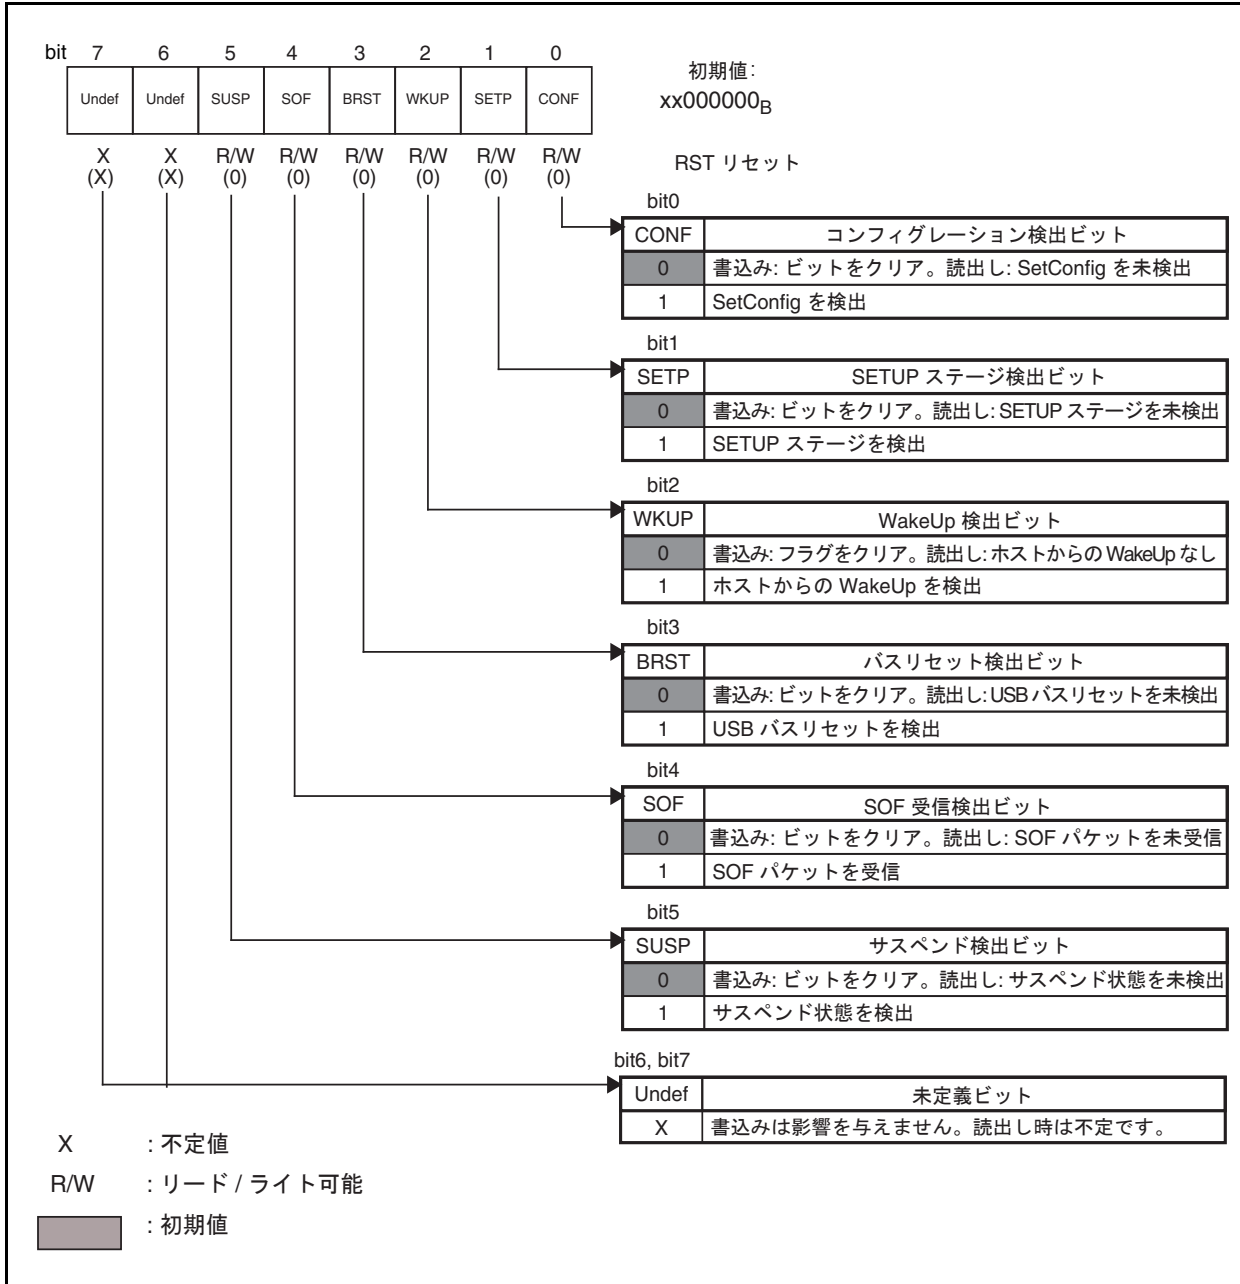 bit 7 6 5 4 3 2 1 0
Undef Undef SUSP SOF BRST WKUP SETP CONF
X X R/W R/W R/W R/W R/W R/W
(X) (X) (0) (0) (0) (0) (0) (0)
初期値:
xx000000B
RST リセット
bit0
CONF コンフィグレーション検出ビット
0 書込み: ビットをクリア。読出し: SetConfig を未検出
1 SetConfig を検出
bit1
SETP SETUP ステージ検出ビット
0 書込み: ビットをクリア。読出し: SETUP ステージを未検出
1 SETUP ステージを検出
bit2
WKUP WakeUp 検出ビット
0 書込み: フラグをクリア。読出し: ホストからの WakeUp なし
1 ホストからの WakeUp を検出
bit3
BRST バスリセット検出ビット
0 書込み: ビットをクリア。読出し: USB バスリセットを未検出
1 USB バスリセットを検出
bit4
SOF SOF 受信検出ビット
0 書込み: ビットをクリア。読出し: SOF パケットを未受信
1 SOF パケットを受信
bit5
SUSP サスペンド検出ビット
0 書込み: ビットをクリア。読出し: サスペンド状態を未検出
1 サスペンド状態を検出
bit6, bit7
Undef 未定義ビット
X 書込みは影響を与えません。読出し時は不定です。
X : 不定値
R/W : リード / ライト可能
: 初期値